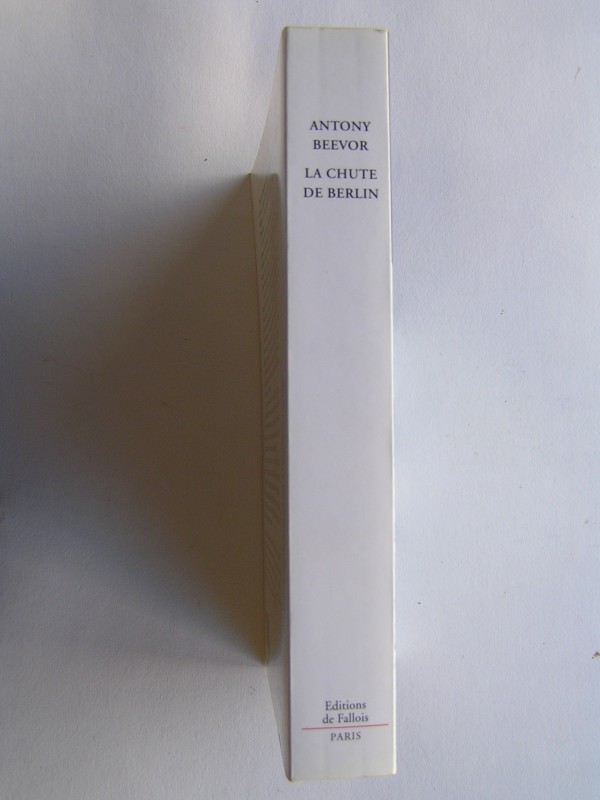 ANTONY
BEEVOR
LA CHUTE
DE BERLIN
Editions
de Fallois
PARIS